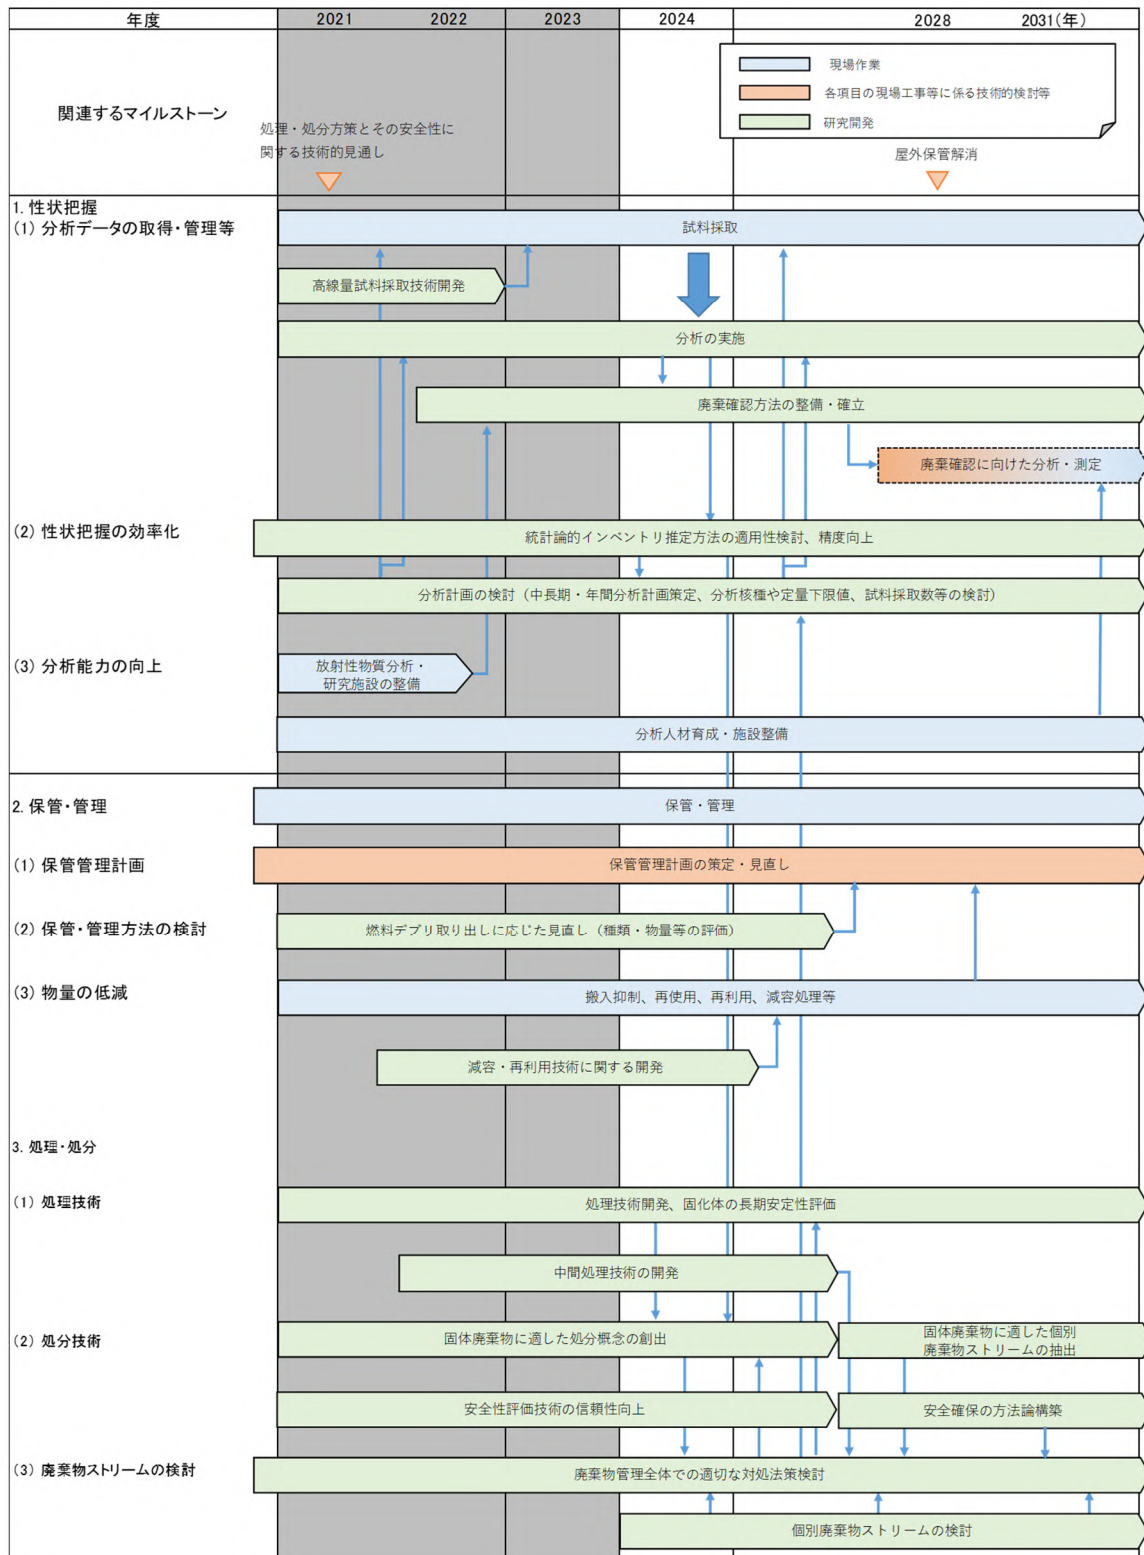 年度 2021 2022 2023 2024 2028 2031(年)
現場作業
各項目の現場工事等に係る技術的検討等
研究開発
関連するマイルストーン
処理・処分方策とその安全性に
関する技術的見通し
屋外保管解消
1. 性状把握
(1) 分析データの取得・管理等
試料採取
高線量試料採取技術開発
分析の実施
廃棄確認方法の整備・確立
廃棄確認に向けた分析・測定
(2) 性状把握の効率化
統計論的インベントリ推定方法の適用性検討、精度向上
分析計画の検討（中長期・年間分析計画策定、分析核種や定量下限値、試料採取数等の検討）
(3) 分析能力の向上
放射性物質分析・
研究施設の整備
分析人材育成・施設整備
2. 保管・管理
保管・管理
(1) 保管管理計画
保管管理計画の策定・見直し
(2) 保管・管理方法の検討
燃料デブリ取り出しに応じた見直し（種類・物量等の評価）
(3) 物量の低減
搬入抑制、再使用、再利用、減容処理等
減容・再利用技術に関する開発
3. 処理・処分
(1) 処理技術
処理技術開発、固化体の長期安定性評価
中間処理技術の開発
(2) 処分技術
固体廃棄物に適した処分概念の創出
固体廃棄物に適した個別
廃棄物ストリームの抽出
安全性評価技術の信頼性向上
安全確保の方法論構築
(3) 廃棄物ストリームの検討
廃棄物管理全体での適切な対処法策検討
個別廃棄物ストリームの検討